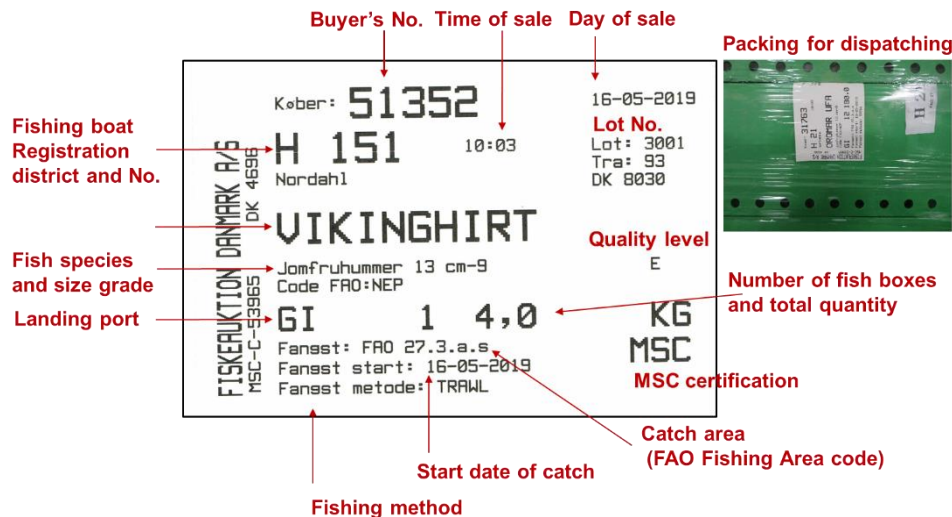 Buyer's No. Time of sale Day of sale
Packing for dispatching
Køber: 51352
16-05-2019
Fishing boat
Registration
district and No.
H 151
10:03
Lot No.
Lot: 3001
Tra: 93
DK 8030
Nordahl
FISKERAUKTION DANMARK A/S
DK 4696
MSC-C-53965
VIKINGHIRT
Quality level
E
Fish species
and size grade
Jomfruhummer 13 cm-9
Code FAO:NEP
Number of fish boxes
and total quantity
Landing port
GI 1 4,0 KG
MSC
Fangst: FAO 27.3.a.s
Fangst start: 16-05-2019
Fangst metode: TRAWL
MSC certification
Catch area
(FAO Fishing Area code)
Start date of catch
Fishing method
31763
H 21
GI
H 2